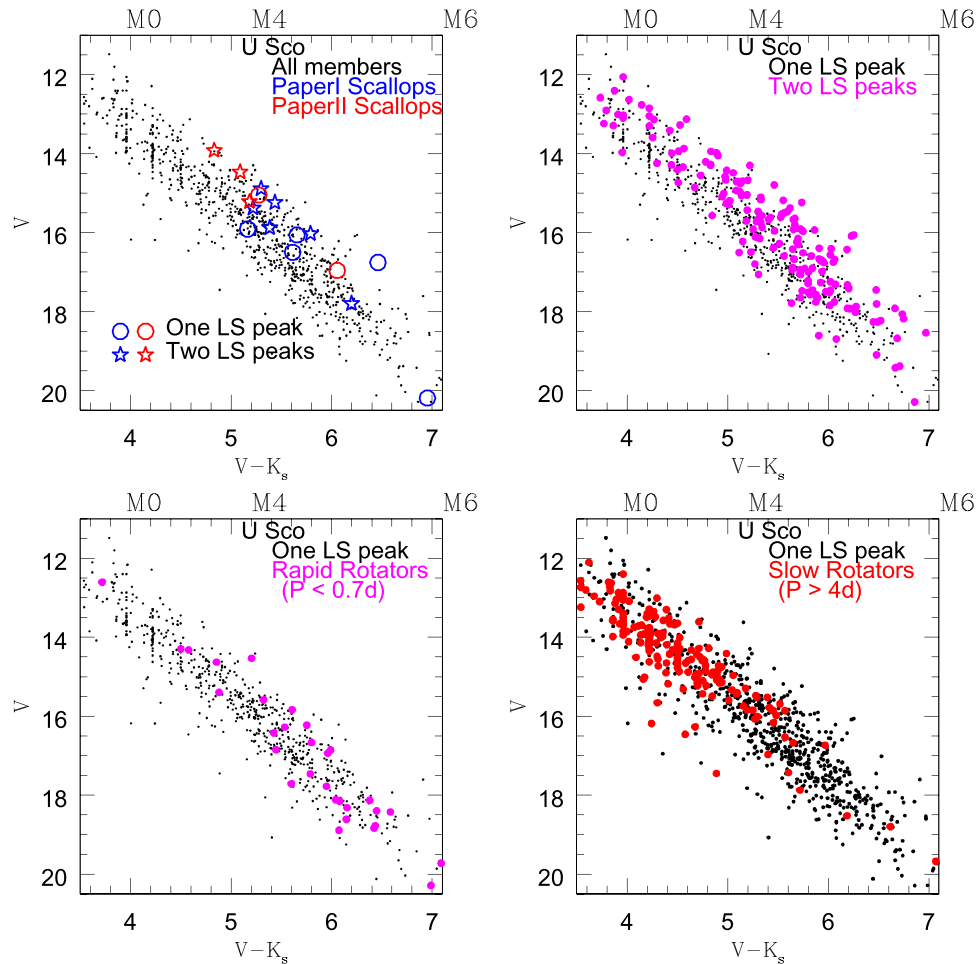 M0 M4 M6
U Sco
All members
PaperI Scallops
PaperII Scallops
12
14
16
18
20
V
One LS peak
Two LS peaks
4 5 6 7
V−Ks
M0 M4 M6
U Sco
One LS peak
Two LS peaks
12
14
16
18
20
V
4 5 6 7
V−Ks
M0 M4 M6
U Sco
One LS peak
Rapid Rotators
(P < 0.7d)
12
14
16
18
20
V
4 5 6 7
V−Ks
M0 M4 M6
U Sco
One LS peak
Slow Rotators
(P > 4d)
12
14
16
18
20
V
4 5 6 7
V−Ks